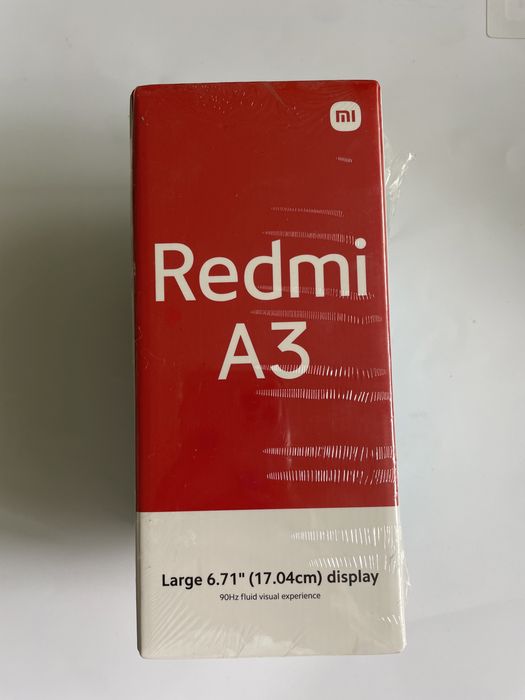 mi
Redmi
A3
Large 6.71" (17.04cm) display
90Hz fluid visual experience